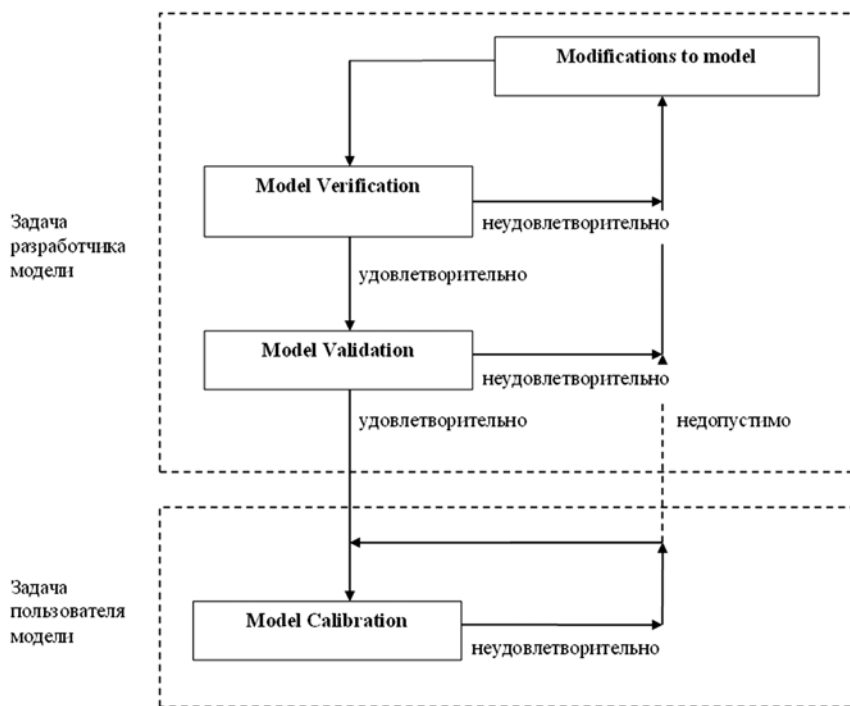 Modifications to model
Model Verification
неудовлетворительно
Задача
разработчика
модели
удовлетворительно
Model Validation
неудовлетворительно
удовлетворительно
недопустимо
Задача
пользователя
модели
Model Calibration
неудовлетворительно